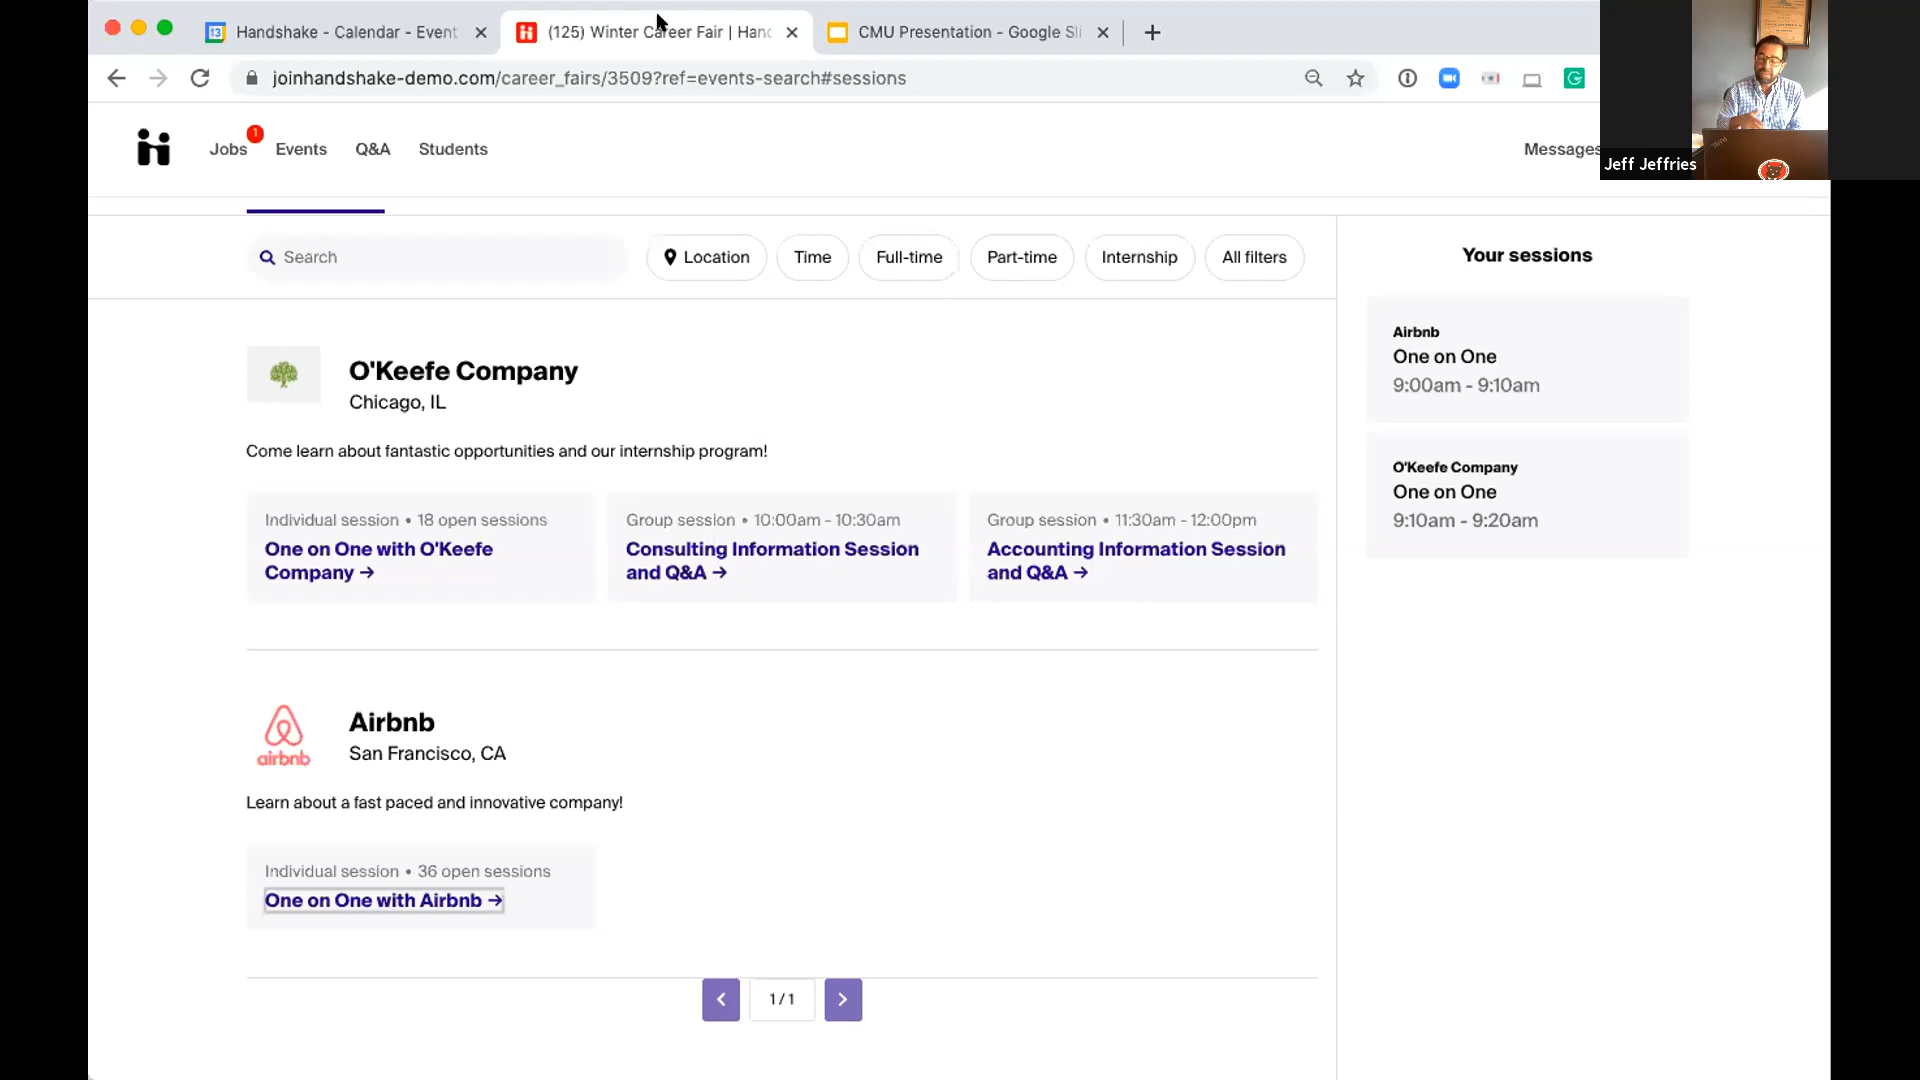 13 Handshake - Calendar - Event
(125) Winter Career Fair | Hanc
CMU Presentation - Google Sli
joinhandshake-demo.com/career_fairs/3509?ref=events-search#sessions
Jobs 1 Events Q&A Students
Messages
Jeff Jeffries
Search
Location
Time
Full-time
Part-time
Internship
All filters
O'Keefe Company
Chicago, IL
Come learn about fantastic opportunities and our internship program!
Individual session • 18 open sessions
One on One with O'Keefe
Company →
Group session • 10:00am - 10:30am
Consulting Information Session
and Q&A →
Group session • 11:30am - 12:00pm
Accounting Information Session
and Q&A →
airbnb
Airbnb
San Francisco, CA
Learn about a fast paced and innovative company!
Individual session • 36 open sessions
One on One with Airbnb →
1 / 1
Your sessions
Airbnb
One on One
9:00am - 9:10am
O'Keefe Company
One on One
9:10am - 9:20am